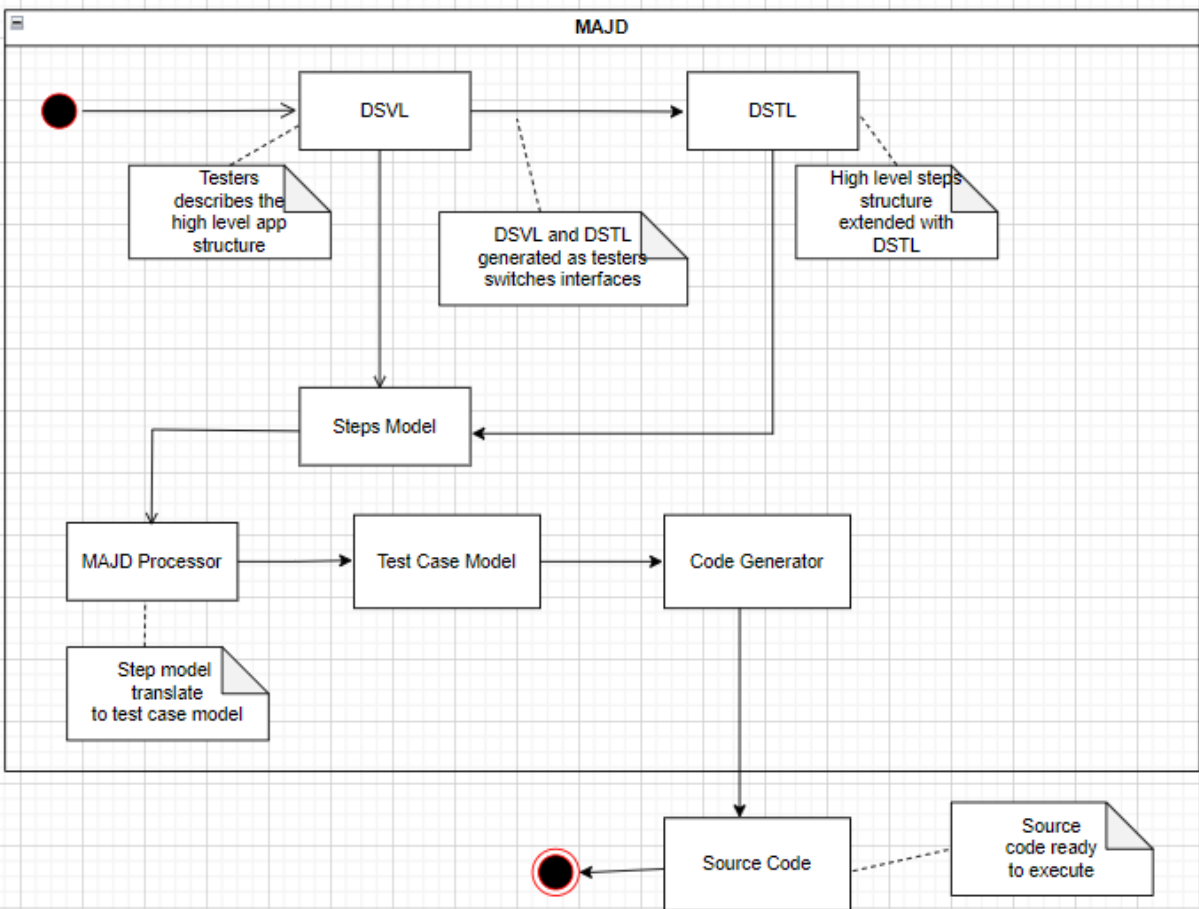 MAJD
DSVL
DSTL
Testers
describes the
high level app
structure
DSVL and DSTL
generated as testers
switches interfaces
High level steps
structure
extended with
DSTL
Steps Model
MAJD Processor
Test Case Model
Code Generator
Step model
translate
to test case model
Source Code
Source
code ready
to execute